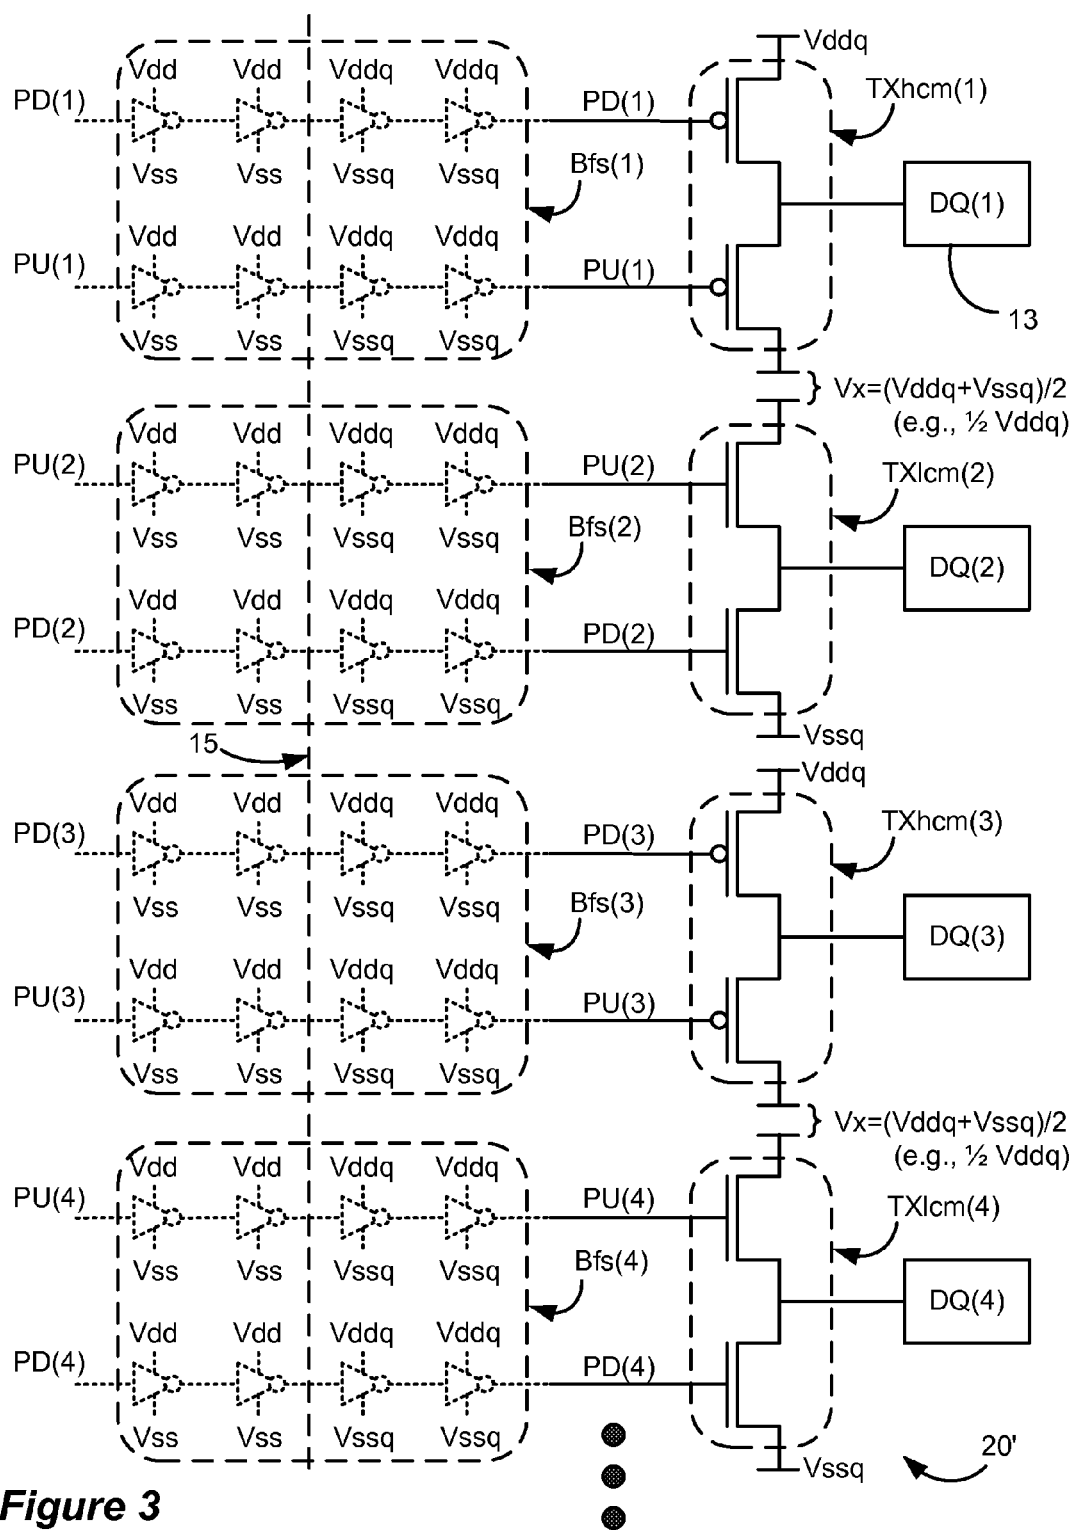 Vddq
Vdd Vdd Vddq Vddq
TXhcm(1)
PD(1) PD(1)
Vss Vss Vssq Vssq
Bfs(1)
DQ(1)
Vdd Vdd Vddq Vddq
PU(1) PU(1)
13
Vss Vss Vssq Vssq
Vx=(Vddq+Vssq)/2
(e.g., ½ Vddq)
Vdd Vdd Vddq Vddq
PU(2) PU(2)
TXlcm(2)
Vss Vss Vssq Vssq
Bfs(2)
DQ(2)
Vdd Vdd Vddq Vddq
PD(2) PD(2)
Vss Vss Vssq Vssq
15
Vssq
Vddq
Vdd Vdd Vddq Vddq
TXhcm(3)
PD(3) PD(3)
Vss Vss Vssq Vssq
Bfs(3)
DQ(3)
Vdd Vdd Vddq Vddq
PU(3) PU(3)
Vss Vss Vssq Vssq
Vx=(Vddq+Vssq)/2
(e.g., ½ Vddq)
Vdd Vdd Vddq Vddq
PU(4) PU(4)
TXlcm(4)
Vss Vss Vssq Vssq
Bfs(4)
DQ(4)
Vdd Vdd Vddq Vddq
PD(4) PD(4)
Vss Vss Vssq Vssq
20'
Vssq
Figure 3